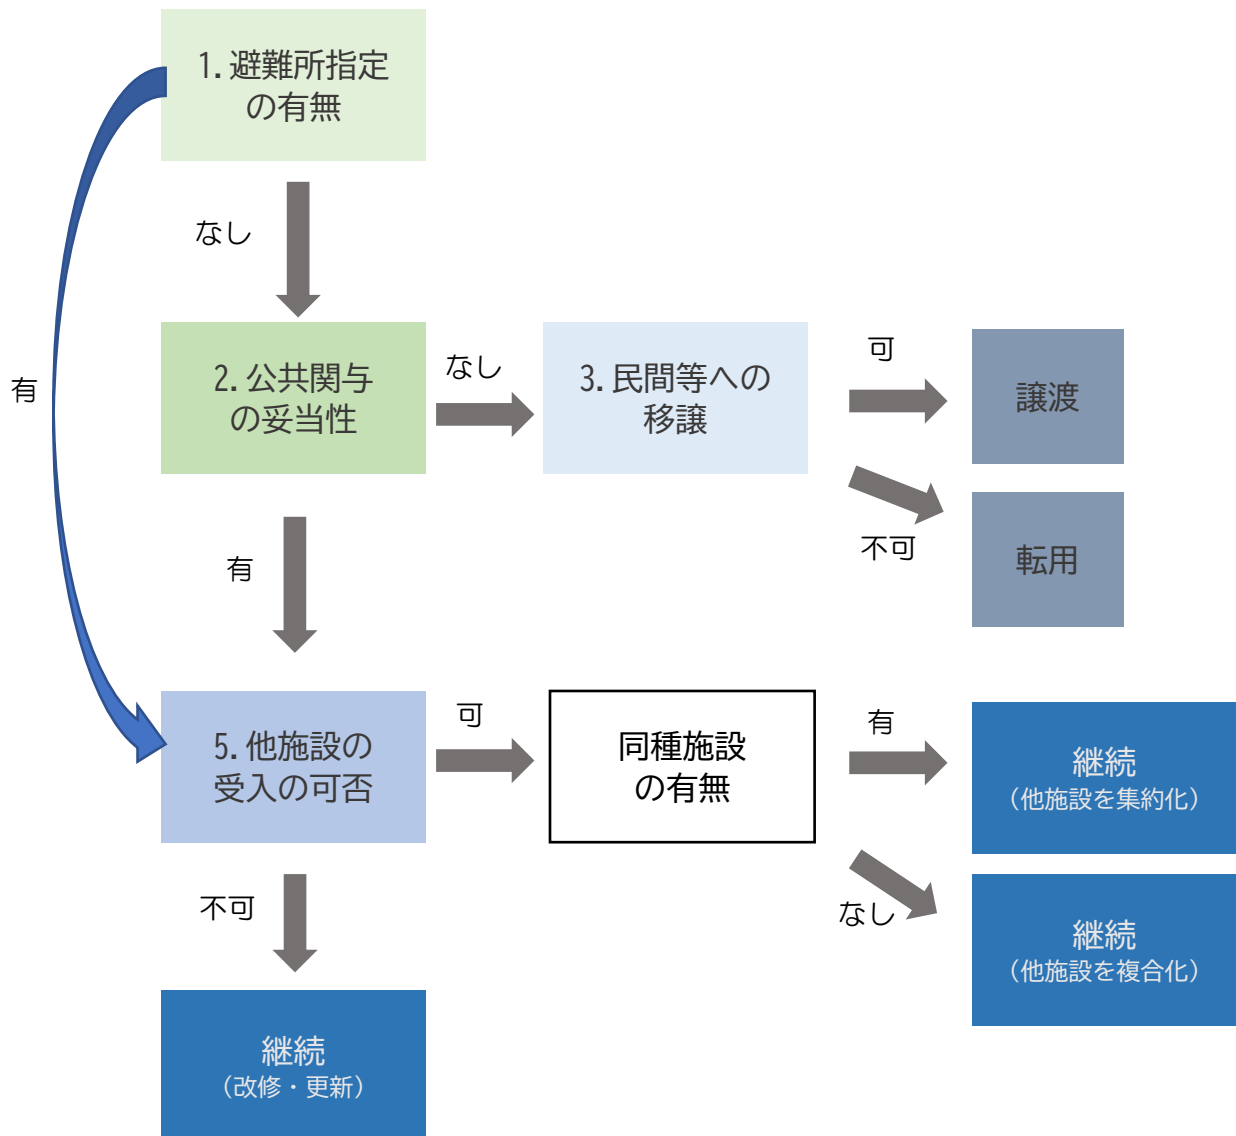 1.避難所指定
の有無
なし
有
2.公共関与
の妥当性
なし
3.民間等への
移譲
可
譲渡
不可
転用
有
5.他施設の
受入の可否
可
同種施設
の有無
有
継続
（他施設を集約化）
なし
継続
（他施設を複合化）
不可
継続
（改修・更新）